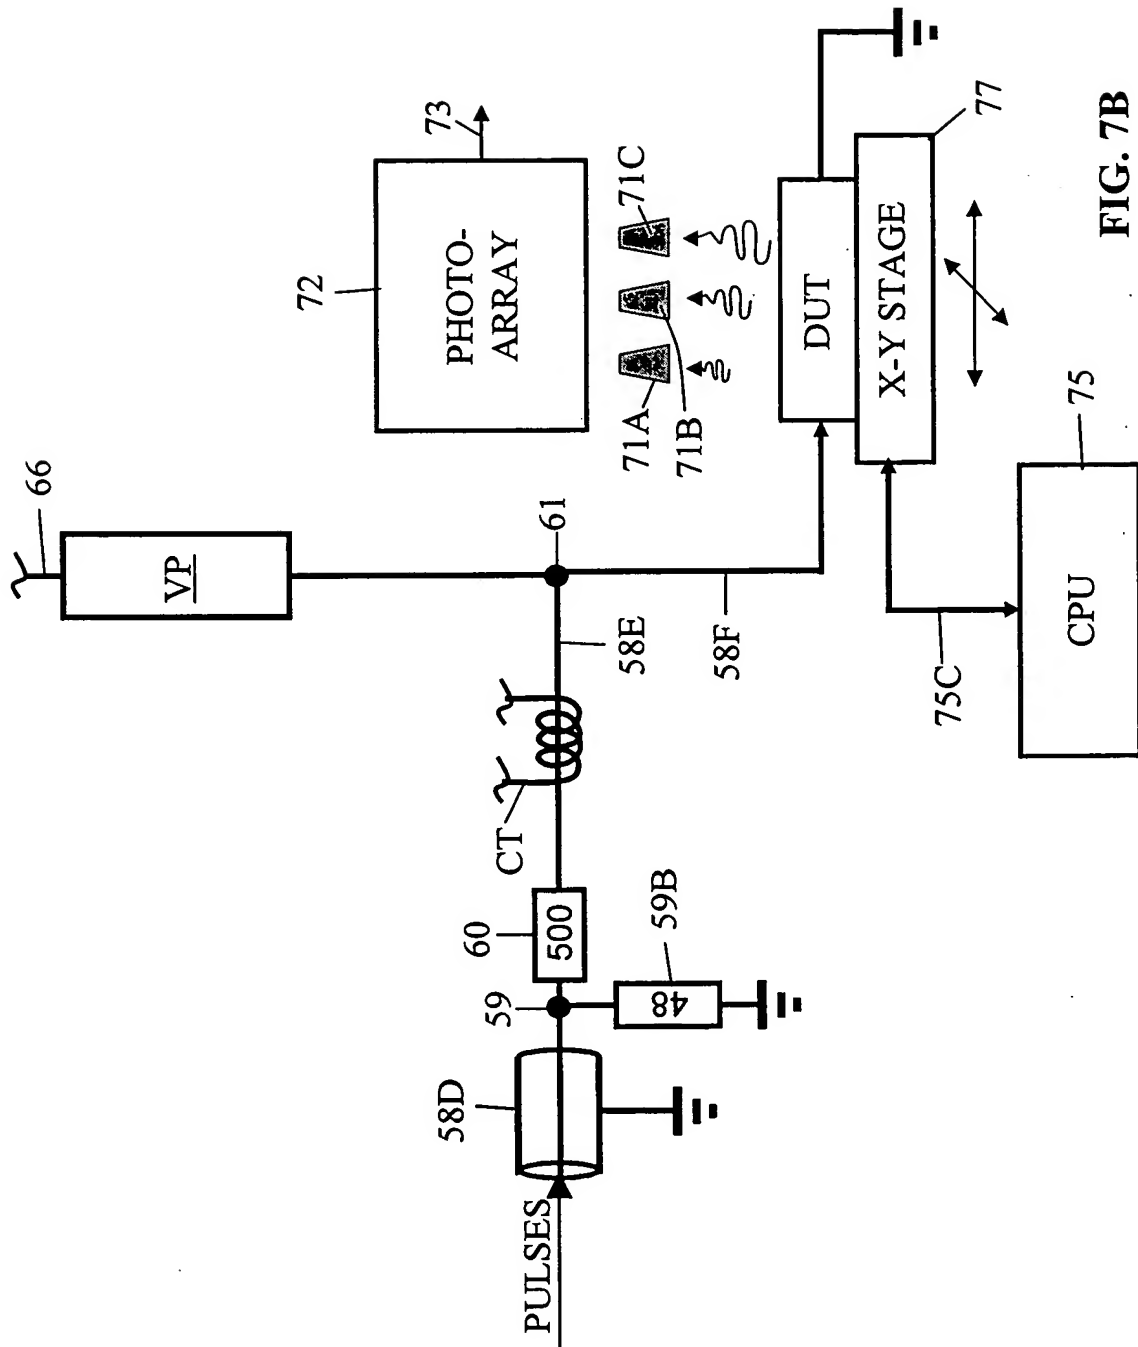 66
VP
61
58E
58F
CT
60
500
59
59B
48
58D
PULSES
72
PHOTO-
ARRAY
73
71A
71B
71C
DUT
X-Y STAGE
77
75C
CPU
75
FIG. 7B